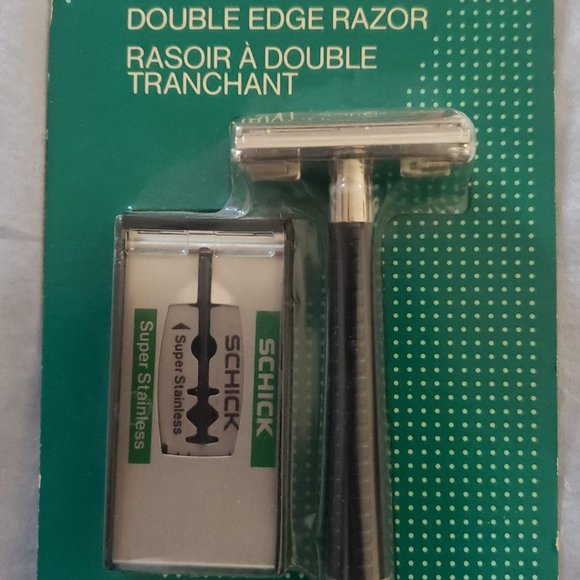 DOUBLE EDGE RAZOR
RASOIR À DOUBLE
TRANCHANT
SCHICK
Super Stainless
SCHICK
Super Stainless